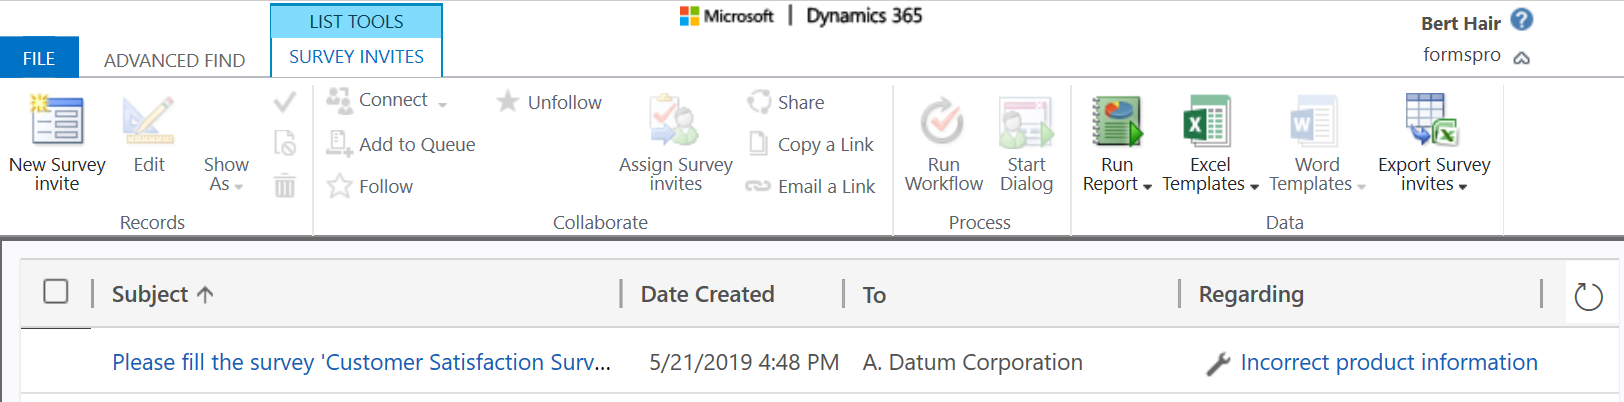 LIST TOOLS
Microsoft | Dynamics 365
Bert Hair
FILE
ADVANCED FIND
SURVEY INVITES
formspro
New Survey
invite
Edit
Show
As
Records
Connect
Add to Queue
Follow
Unfollow
Assign Survey
invites
Share
Copy a Link
Email a Link
Collaborate
Run
Workflow
Start
Dialog
Process
Run
Report
Excel
Templates
Word
Templates
Export Survey
invites
Data
Subject Date Created To Regarding
Please fill the survey 'Customer Satisfaction Surv... 5/21/2019 4:48 PM A. Datum Corporation Incorrect product information